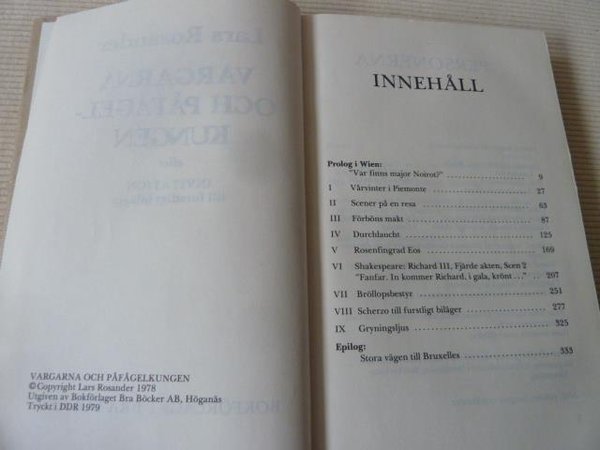 VARGARNA OCH PÅFÅGELKUNGEN
© Copyright Lars Rosander 1978
Utgiven av Bokförlaget Bra Böcker AB, Höganäs
Tryckt i DDR 1979
INNEHÅLL
Prolog i Wien:
"Var finns major Noirot?" 9
I Vårvinter i Piemonte 27
II Scener på en resa 63
III Förböns makt 87
IV Durchlaucht 125
V Rosenfingrad Eos 169
VI Shakespeare: Richard III, Fjärde akten, Scen 2
"Fanfar. In kommer Richard, i gala, krönt..." 207
VII Bröllopsbestyr 251
VIII Scherzo till furstligt biläger 277
IX Gryningsljus 325
Epilog:
Stora vägen till Bruxelles 333